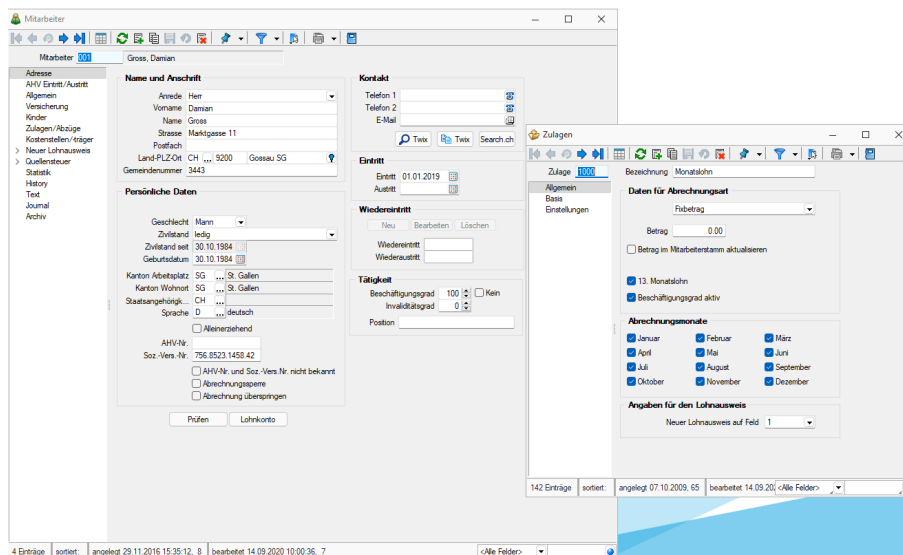 Mitarbeiter
Mitarbeiter 001 Gross, Damian
Adresse
AHV Eintritt/Austritt
Allgemein
Versicherung
Kinder
Zulagen/Abzüge
Kostenstellen/-träger
Neuer Lohnausweis
Quellensteuer
Statistik
History
Text
Journal
Archiv
Name und Anschrift
Anrede Herr
Vorname Damian
Name Gross
Strasse Marktgasse 11
Postfach
Land-PLZ-Ort CH ... 9200 Gossau SG
Gemeindenummer 3443
Persönliche Daten
Geschlecht Mann
Zivilstand ledig
Zivilstand seit 30.10.1984
Geburtsdatum 30.10.1984
Kanton Arbeitsplatz SG ... St. Gallen
Kanton Wohnort SG ... St. Gallen
Staatsangehörigk... CH ...
Sprache D ... deutsch
Alleinerziehend
AHV-Nr.
Soz.-Vers.-Nr. 756.8523.1458.42
AHV-Nr. und Soz.-Vers.Nr. nicht bekannt
Abrechnungssperre
Abrechnung überspringen
Prüfen Lohnkonto
Kontakt
Telefon 1
Telefon 2
E-Mail
Twix Twix Search.ch
Eintritt
Eintritt 01.01.2019
Austritt
Wiedereintritt
Neu Bearbeiten Löschen
Wiedereintritt
Wiederaustritt
Tätigkeit
Beschäftigungsgrad 100 Kein
Invaliditätsgrad 0
Position
4 Einträge sortiert: angelegt 29.11.2016 15:35:12, 8 bearbeitet 14.09.2020 10:00:36, 7 <Alle Felder>
Zulagen
Zulage 1000 Bezeichnung Monatslohn
Allgemein
Basis
Einstellungen
Daten für Abrechnungsart
Fixbetrag
Betrag 0.00
Betrag im Mitarbeiterstamm aktualisieren
13. Monatslohn
Beschäftigungsgrad aktiv
Abrechnungsmonate
Januar Februar März
April Mai Juni
Juli August September
Oktober November Dezember
Angaben für den Lohnausweis
Neuer Lohnausweis auf Feld 1
142 Einträge sortiert: angelegt 07.10.2009, 65 bearbeitet 14.09.202 <Alle Felder>